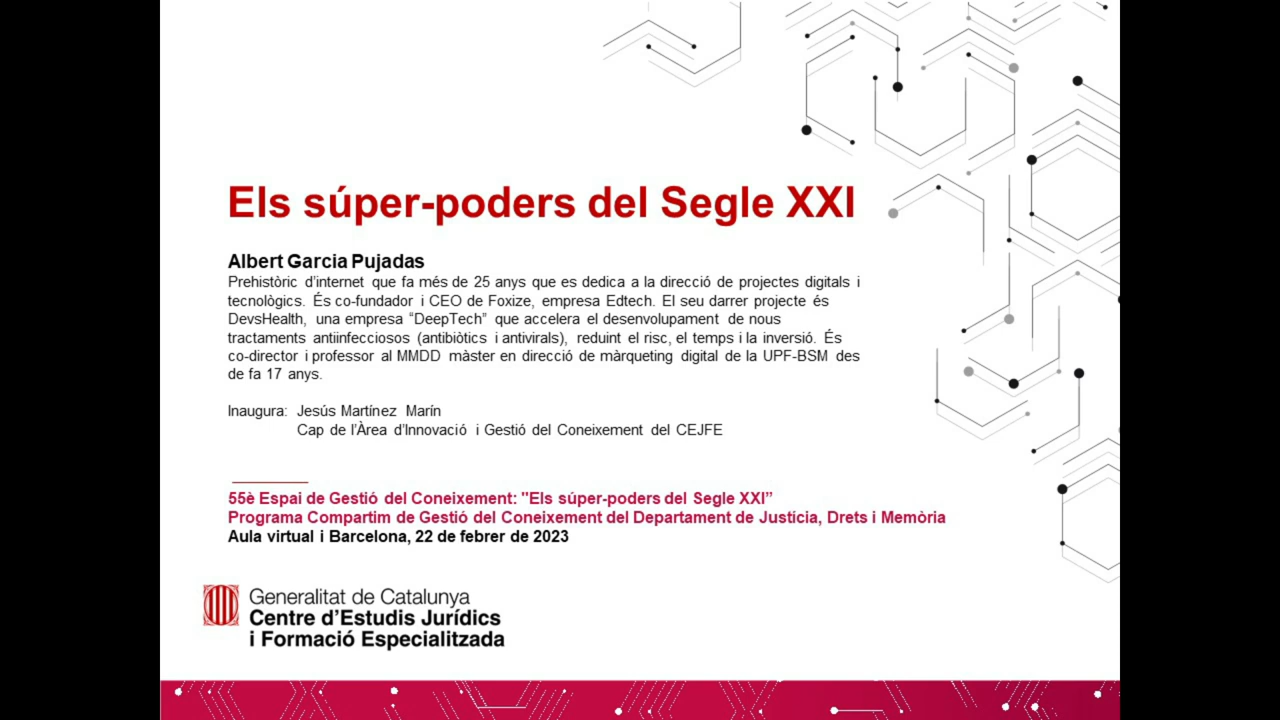 Els súper-poders del Segle XXI
Albert Garcia Pujadas
Prehistòric d'internet que fa més de 25 anys que es dedica a la direcció de projectes digitals i
tecnològics. És co-fundador i CEO de Foxize, empresa Edtech. El seu darrer projecte és
DevsHealth, una empresa “DeepTech” que accelera el desenvolupament de nous
tractaments antiinfecciosos (antibiòtics i antivirals), reduint el risc, el temps i la inversió. És
co-director i professor al MMDD màster en direcció de màrqueting digital de la UPF-BSM des
de fa 17 anys.
Inaugura: Jesús Martínez Marín
Cap de l'Àrea d'Innovació i Gestió del Coneixement del CEJFE
55è Espai de Gestió del Coneixement: "Els súper-poders del Segle XXI”
Programa Compartim de Gestió del Coneixement del Departament de Justícia, Drets i Memòria
Aula virtual i Barcelona, 22 de febrer de 2023
Generalitat de Catalunya
Centre d'Estudis Jurídics
i Formació Especialitzada